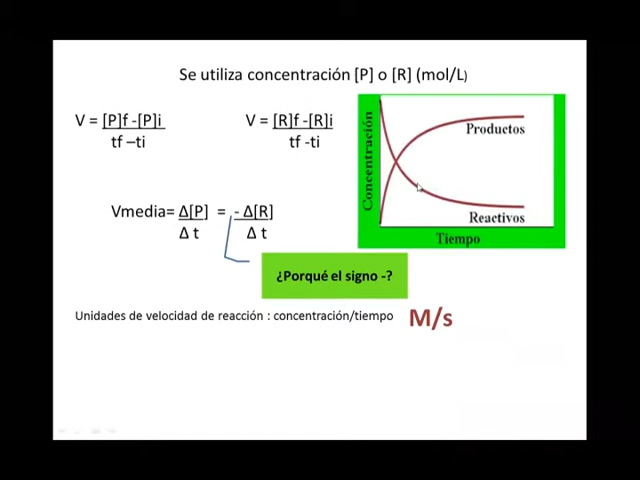 Se utiliza concentración [P] o [R] (mol/L)
V = [P]f -[P]i
tf –ti
V = [R]f -[R]i
tf -ti
Concentración
Productos
Reactivos
Tiempo
Vmedia= Δ[P] = - Δ[R]
Δ t Δ t
¿Porqué el signo -?
Unidades de velocidad de reacción : concentración/tiempo M/s